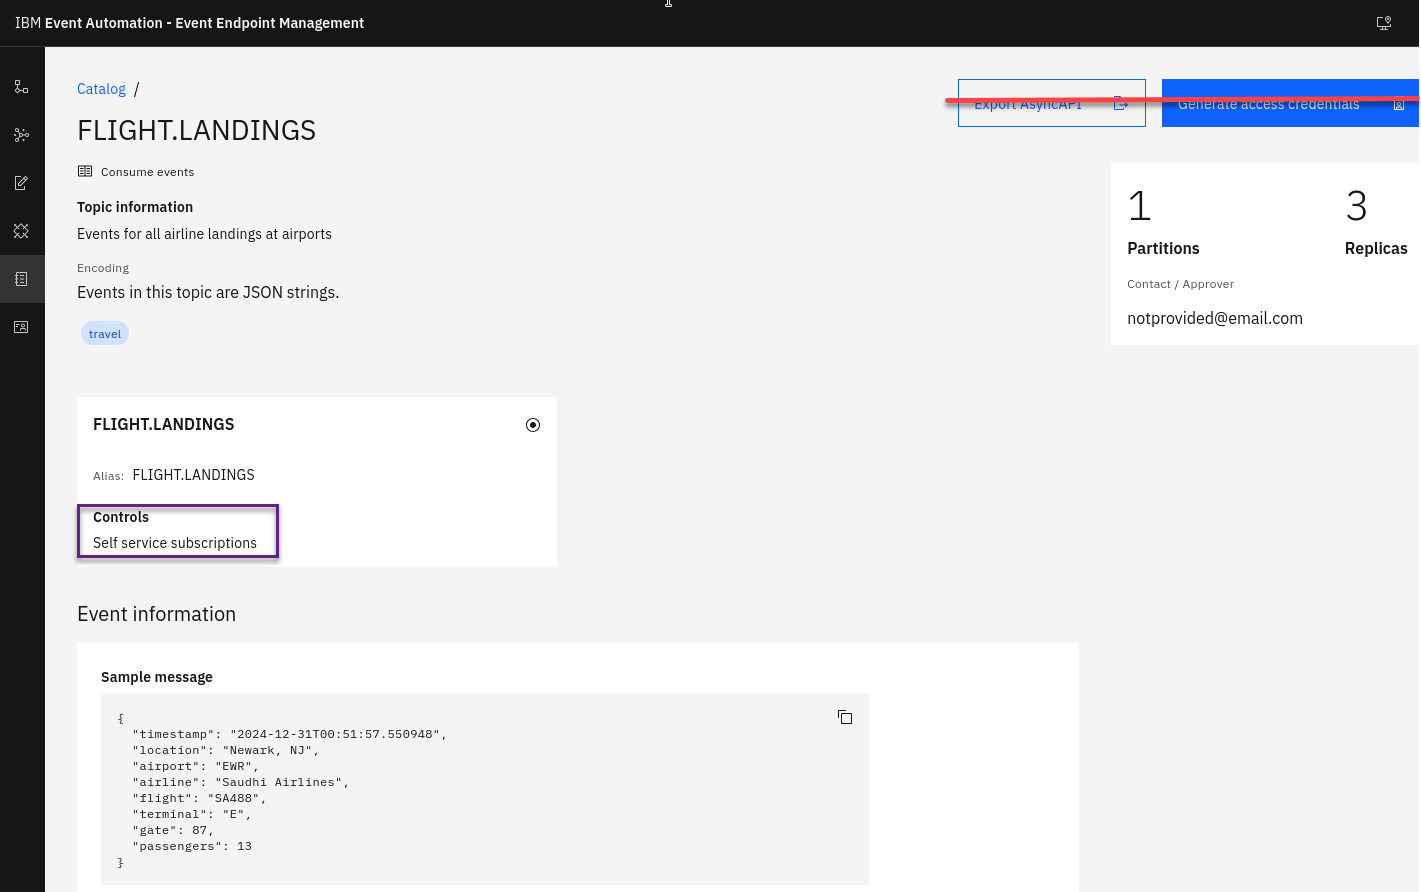 IBM Event Automation - Event Endpoint Management
Catalog /
Export AsyncAPI
Generate access credentials
FLIGHT.LANDINGS
Consume events
Topic information
Events for all airline landings at airports
Encoding
Events in this topic are JSON strings.
travel
1
3
Partitions
Replicas
Contact / Approver
notprovided@email.com
FLIGHT.LANDINGS
Alias: FLIGHT.LANDINGS
Controls
Self service subscriptions
Event information
Sample message
{
  "timestamp": "2024-12-31T00:51:57.550948",
  "location": "Newark, NJ",
  "airport": "EWR",
  "airline": "Saudhi Airlines",
  "flight": "SA488",
  "terminal": "E",
  "gate": 87,
  "passengers": 13
}